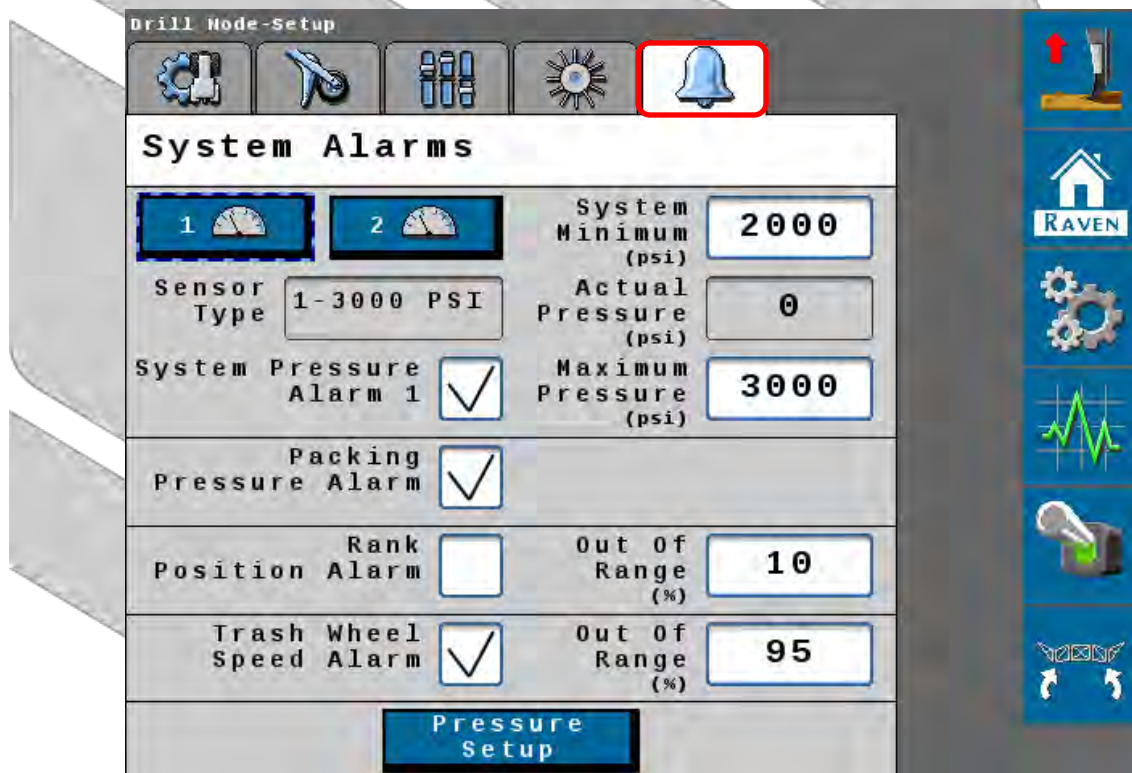 Drill Node-Setup
System Alarms
1
2
System
Minimum
(psi)
2000
Sensor
Type
1-3000 PSI
Actual
Pressure
(psi)
0
System Pressure
Alarm 1
Maximum
Pressure
(psi)
3000
Packing
Pressure Alarm
Rank
Position Alarm
Out Of
Range
(%)
10
Trash Wheel
Speed Alarm
Out Of
Range
(%)
95
Pressure
Setup
RAVEN